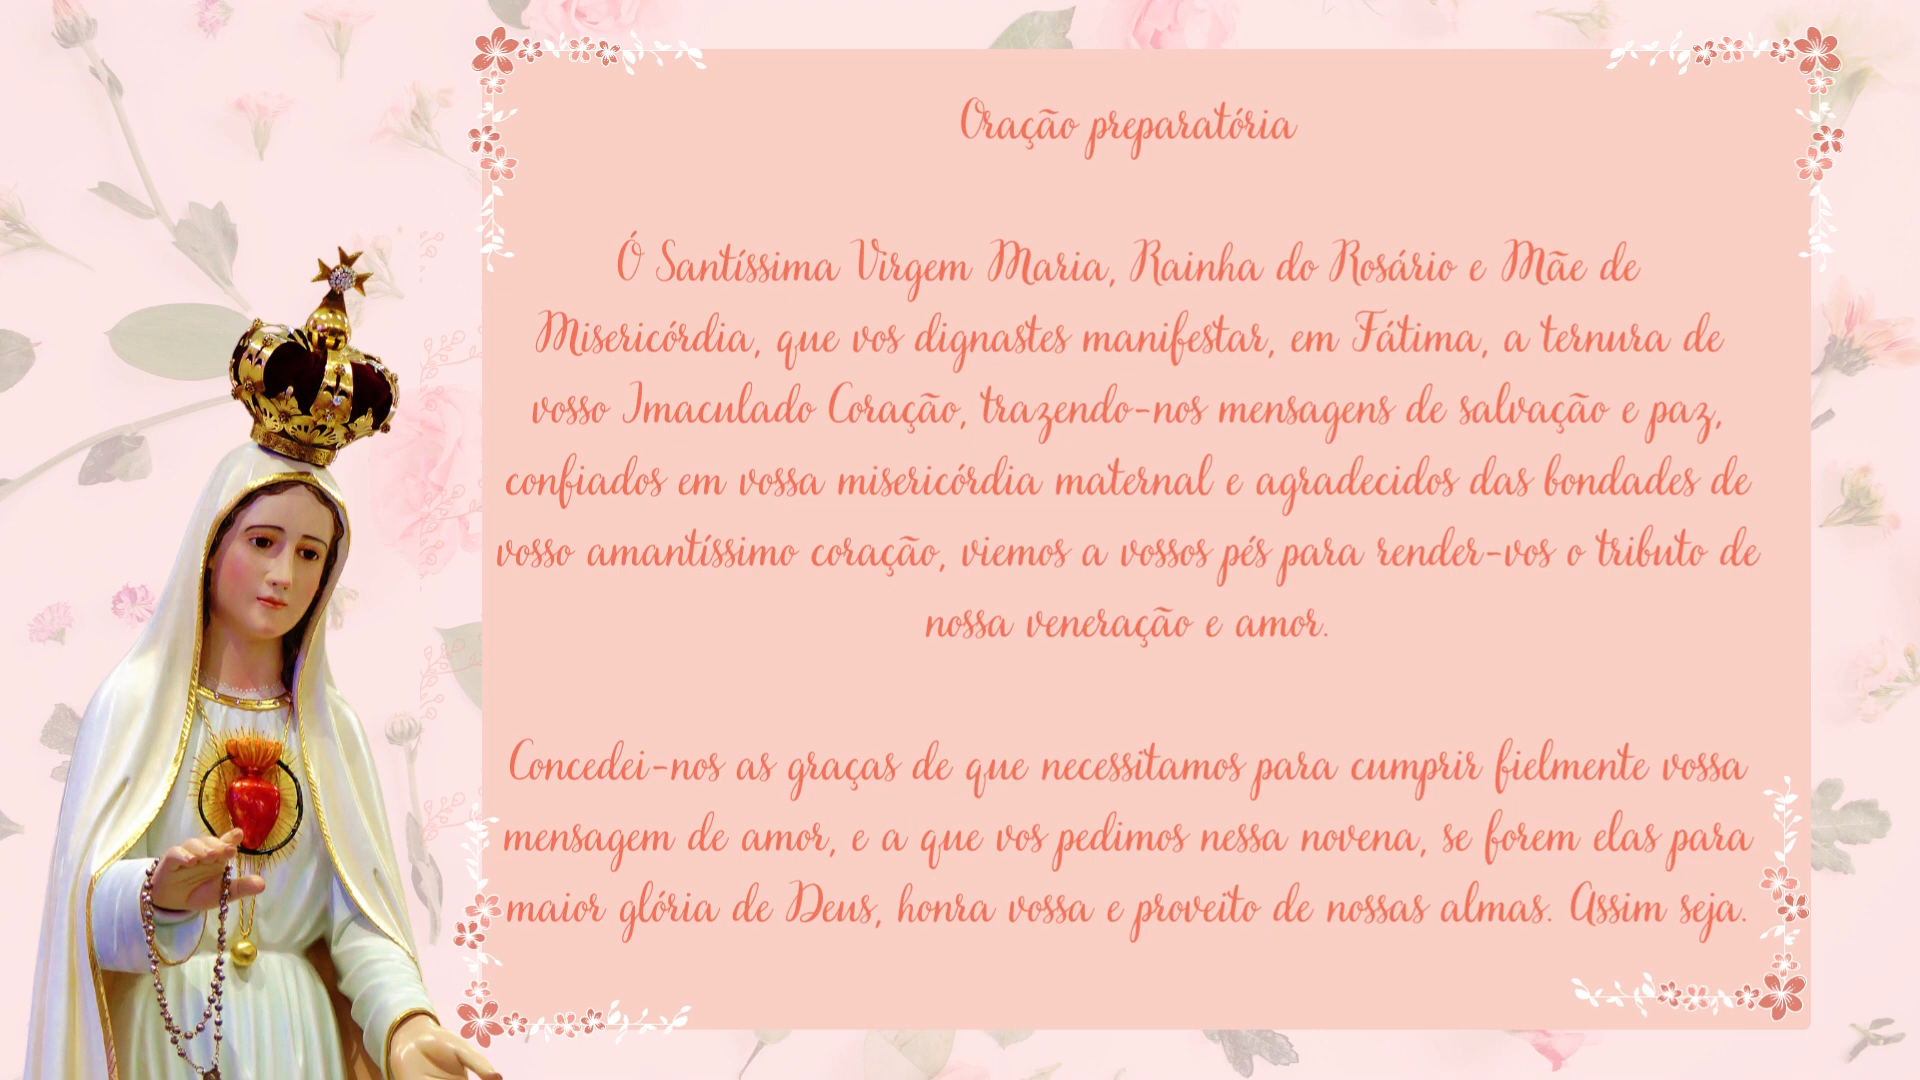 Oração preparatória
Ó Santíssima Virgem Maria, Rainha do Rosário e Mãe de
Misericórdia, que vos dignastes manifestar, em Fátima, a ternura de
vosso Imaculado Coração, trazendo-nos mensagens de salvação e paz,
confiados em vossa misericórdia maternal e agradecidos das bondades de
vosso amantíssimo coração, viemos a vossos pés para render-vos o tributo de
nossa veneração e amor.
Concedei-nos as graças de que necessitamos para cumprir fielmente vossa
mensagem de amor, e a que vos pedimos nessa novena, se forem elas para
maior glória de Deus, honra vossa e proveito de nossas almas. Assim seja.